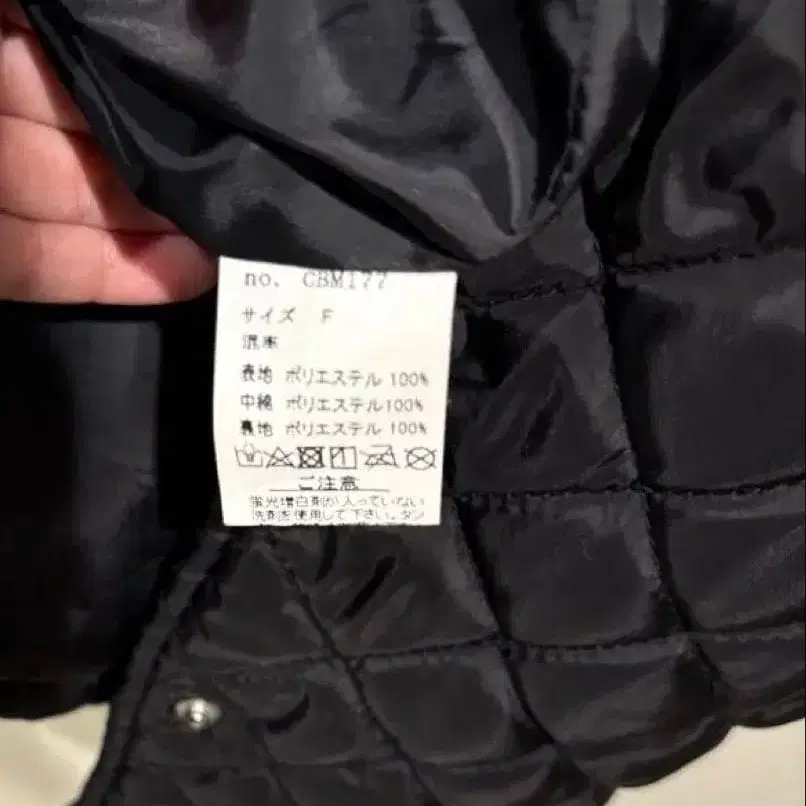 no. CBM177
サイズ F
混率
表地 ポリエステル 100%
中綿 ポリエステル100%
裏地 ポリエステル 100%
ご注意
蛍光増白剤が入っていない
洗剤を使用して下さい。タン